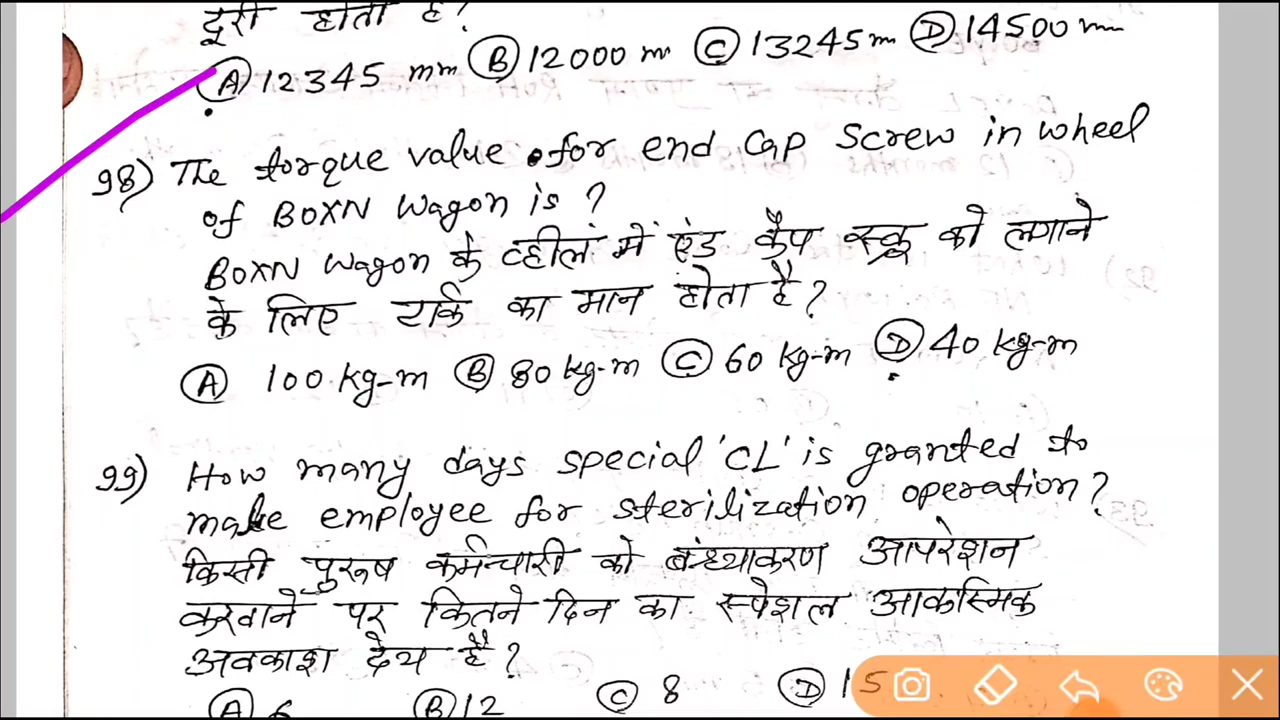 दूरी होती है?
(A) 12345 mm (B) 12000 m (C) 13245 m (D) 14500 mm
98) The torque value for end cap screw in wheel
of BOXN wagon is ?
BOXN wagon के व्हील में एंड कैप स्क्रू को लगाने
के लिए टार्क का मान होता है?
(A) 100 kg-m (B) 80 kg-m (C) 60 kg-m (D) 40 kg-m
99) How many days special 'CL' is granted to
male employee for sterilization operation?
किसी पुरुष कर्मचारी को बंन्ध्याकरण आपरेशन
करवाने पर कितने दिन का स्पेशल आकस्मिक
अवकाश देय है?
(A) 6 (B) 12 (C) 8 (D) 15